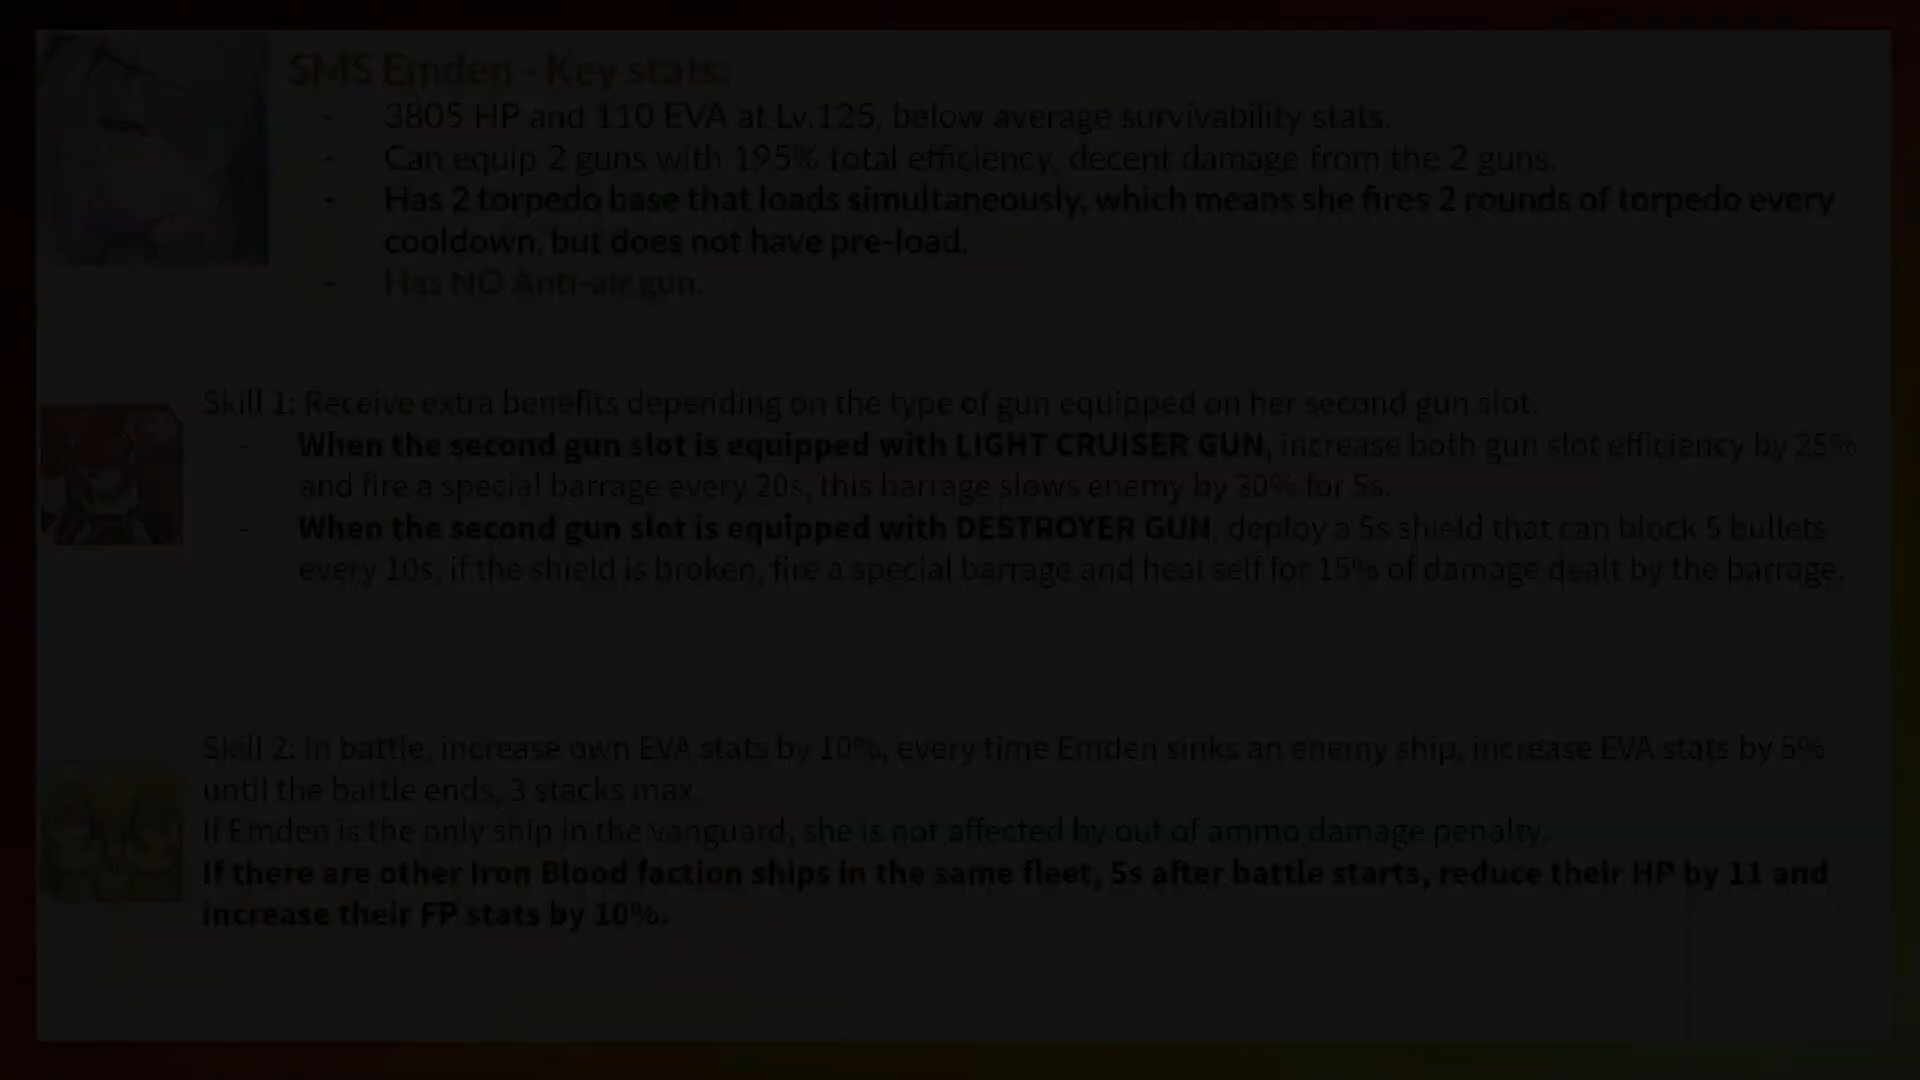 SMS Emden - Key stats:
- 3805 HP and 110 EVA at Lv.125, below average survivability stats.
- Can equip 2 guns with 195% total efficiency, decent damage from the 2 guns.
- Has 2 torpedo base that loads simultaneously, which means she fires 2 rounds of torpedo every
cooldown, but does not have pre-load.
- Has NO Anti-air gun.
Skill 1: Receive extra benefits depending on the type of gun equipped on her second gun slot.
- When the second gun slot is equipped with LIGHT CRUISER GUN, increase both gun slot efficiency by 25%
and fire a special barrage every 20s, this barrage slows enemy by 30% for 5s.
- When the second gun slot is equipped with DESTROYER GUN, deploy a 5s shield that can block 5 bullets
every 10s, if the shield is broken, fire a special barrage and heal self for 15% of damage dealt by the barrage.
Skill 2: In battle, increase own EVA stats by 10%, every time Emden sinks an enemy ship, increase EVA stats by 5%
until the battle ends, 3 stacks max.
If Emden is the only ship in the vanguard, she is not affected by out of ammo damage penalty.
If there are other Iron Blood faction ships in the same fleet, 5s after battle starts, reduce their HP by 11 and
increase their FP stats by 10%.